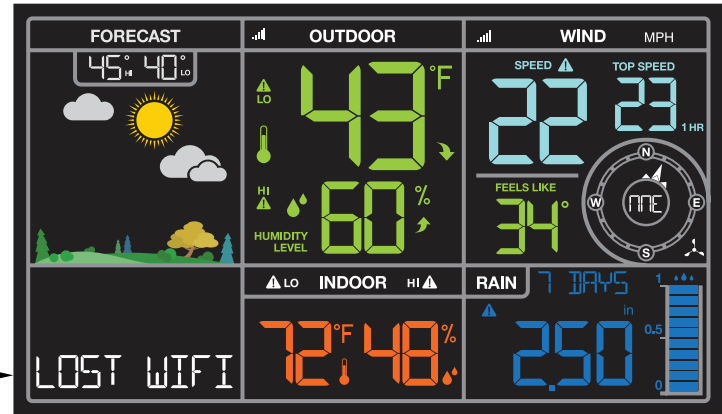 FORECAST
45° HI 40° LO
LOST WIFI
OUTDOOR
LO
43°F
HI
60%
HUMIDITY
LEVEL
WIND MPH
SPEED TOP SPEED
22 23 1 HR
FEELS LIKE
34°
N
W NNE E
S
LO INDOOR HI
72°F 48%
RAIN 7 DAYS 1
in
0.5
2.50
0